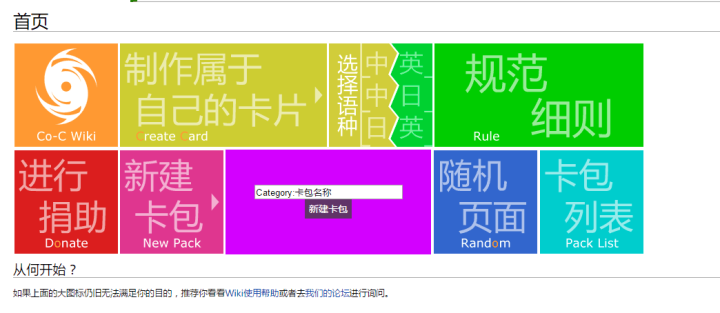 首页
Co-C Wiki
制作属于
自己的卡片
Create Card
选择语种
中 英
中 日
日 英
规范
细则
Rule
进行
捐助
Donate
新建
卡包
New Pack
Category:卡包名称
新建卡包
随机
页面
Random
卡包
列表
Pack List
从何开始？
如果上面的大图标仍旧无法满足你的目的，推荐你看看Wiki使用帮助或者去我们的论坛进行询问。